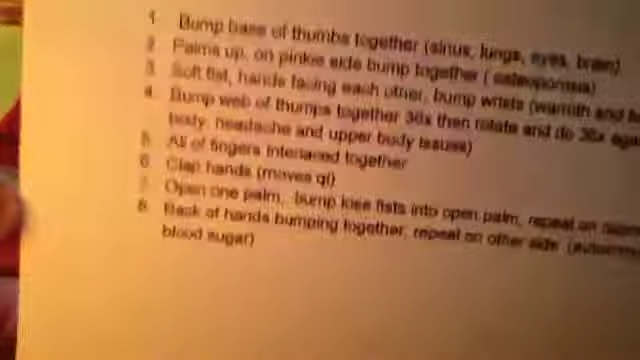 1 Bump base of thumbs together (sinus, lungs, eyes, brain)
2 Palms up, on pinkie side bump together ( osteoporosis)
3 Soft fist, hands facing each other, bump wrists (warmth and
4. Bump web of thumps together 36x then rotate and do 36x
body, headache and upper body issues)
5 All of fingers interlaced together
6 Clap hands (moves qi)
7 Open one palm, bump lose fists into open palm, repeat on
8 Back of hands bumping together, repeat on other side
blood sugar)